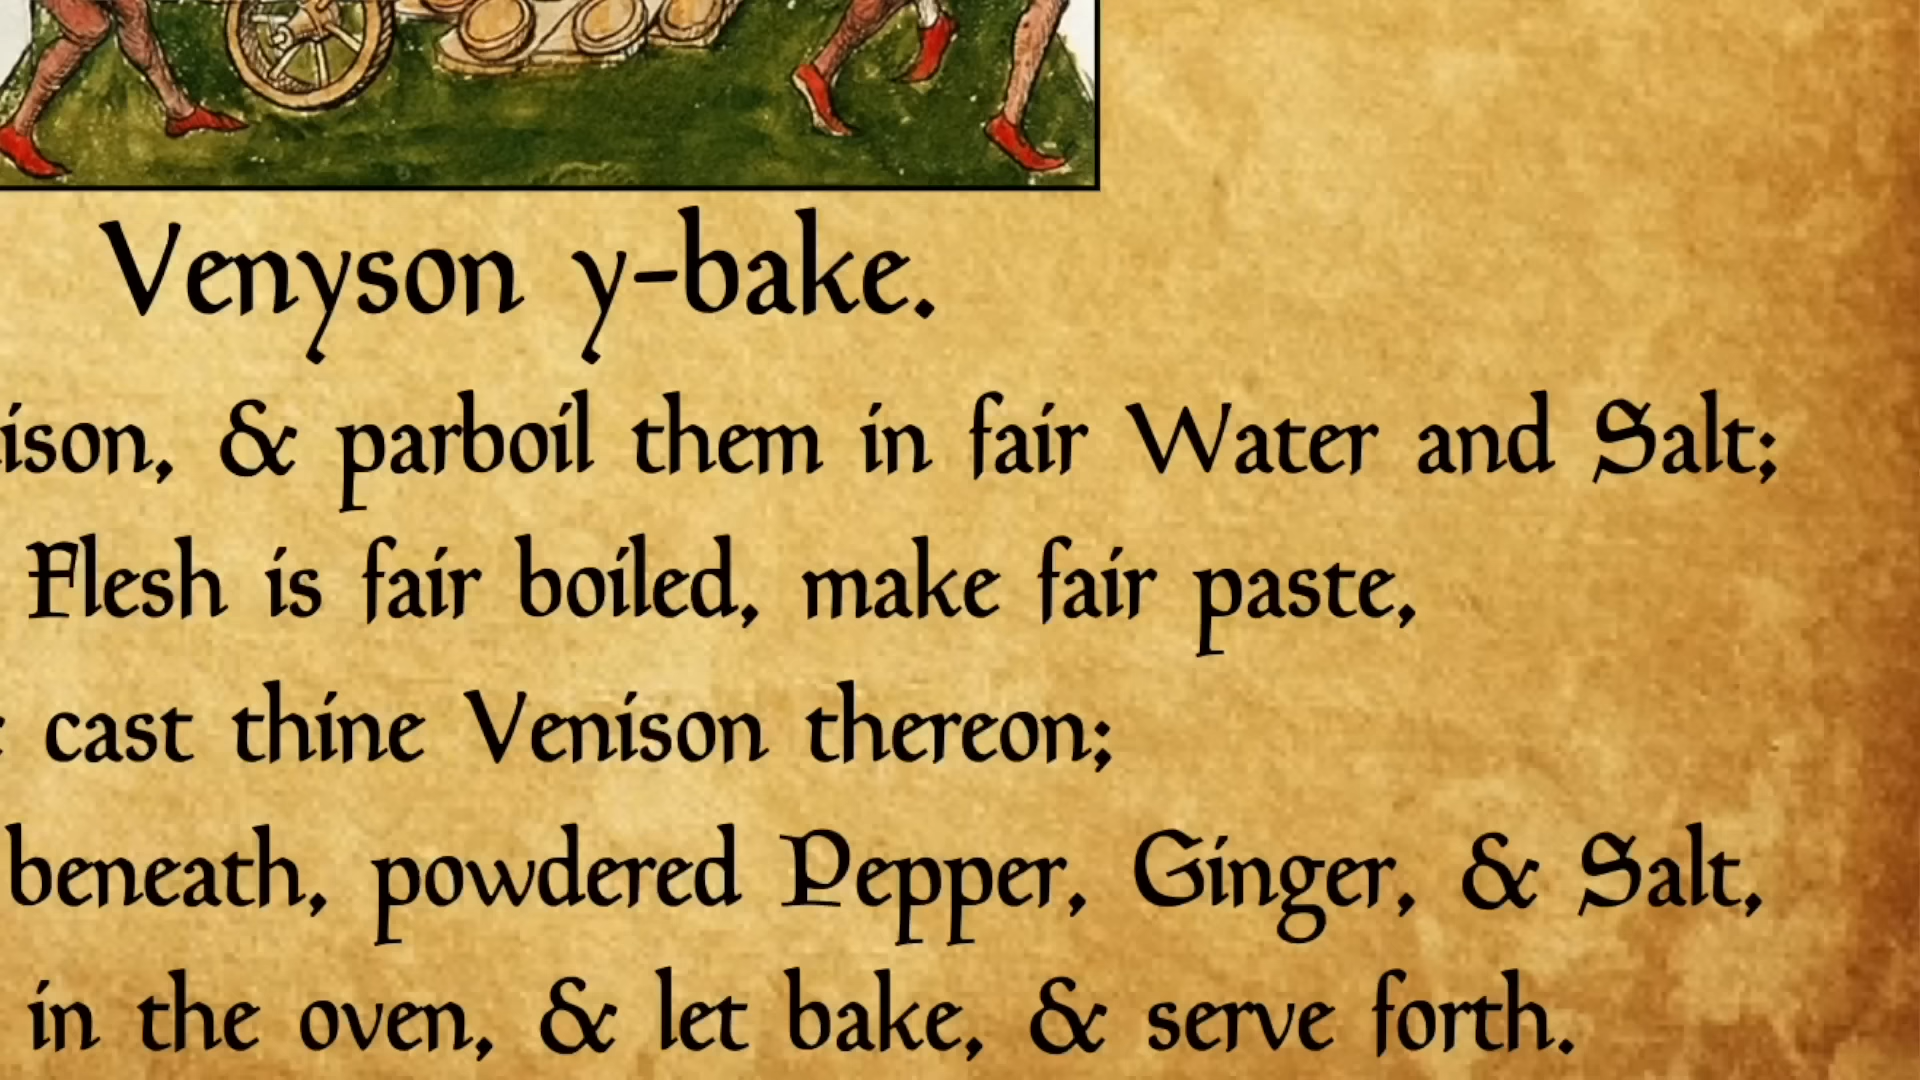 Venyson y-bake.
& parboil them in fair Water and Salt;
Flesh is fair boiled, make fair paste,
cast thine Venison thereon;
beneath, powdered Pepper, Ginger, & Salt,
in the oven, & let bake, & serve forth.